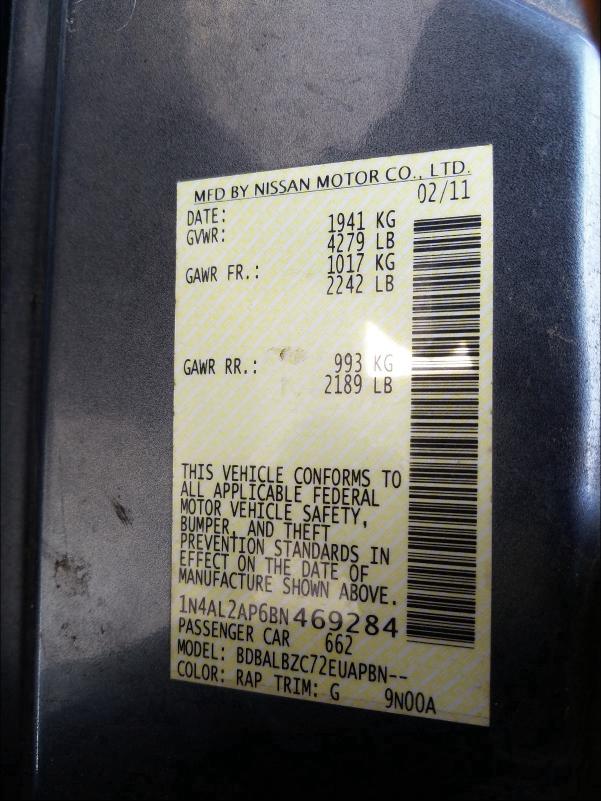 MFD BY NISSAN MOTOR CO., LTD.
DATE: 02/11
GVWR: 1941 KG
4279 LB
GAWR FR.: 1017 KG
2242 LB
GAWR RR.: 993 KG
2189 LB
THIS VEHICLE CONFORMS TO
ALL APPLICABLE FEDERAL
MOTOR VEHICLE SAFETY,
BUMPER, AND THEFT
PREVENTION STANDARDS IN
EFFECT ON THE DATE OF
MANUFACTURE SHOWN ABOVE.
1N4AL2AP6BN469284
PASSENGER CAR 662
MODEL: BDBALBZC72EUAPBN--
COLOR: RAP TRIM: G 9N00A